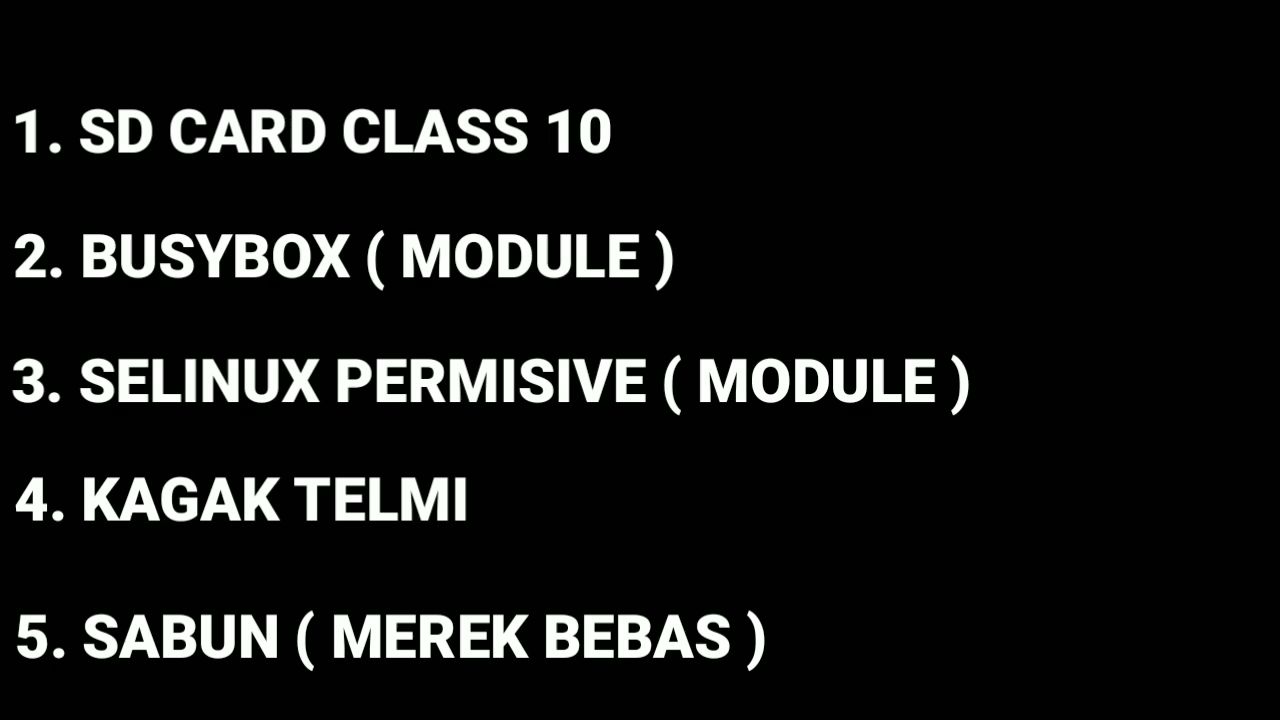 1. SD CARD CLASS 10
2. BUSYBOX ( MODULE )
3. SELINUX PERMISIVE ( MODULE )
4. KAGAK TELMI
5. SABUN ( MEREK BEBAS )